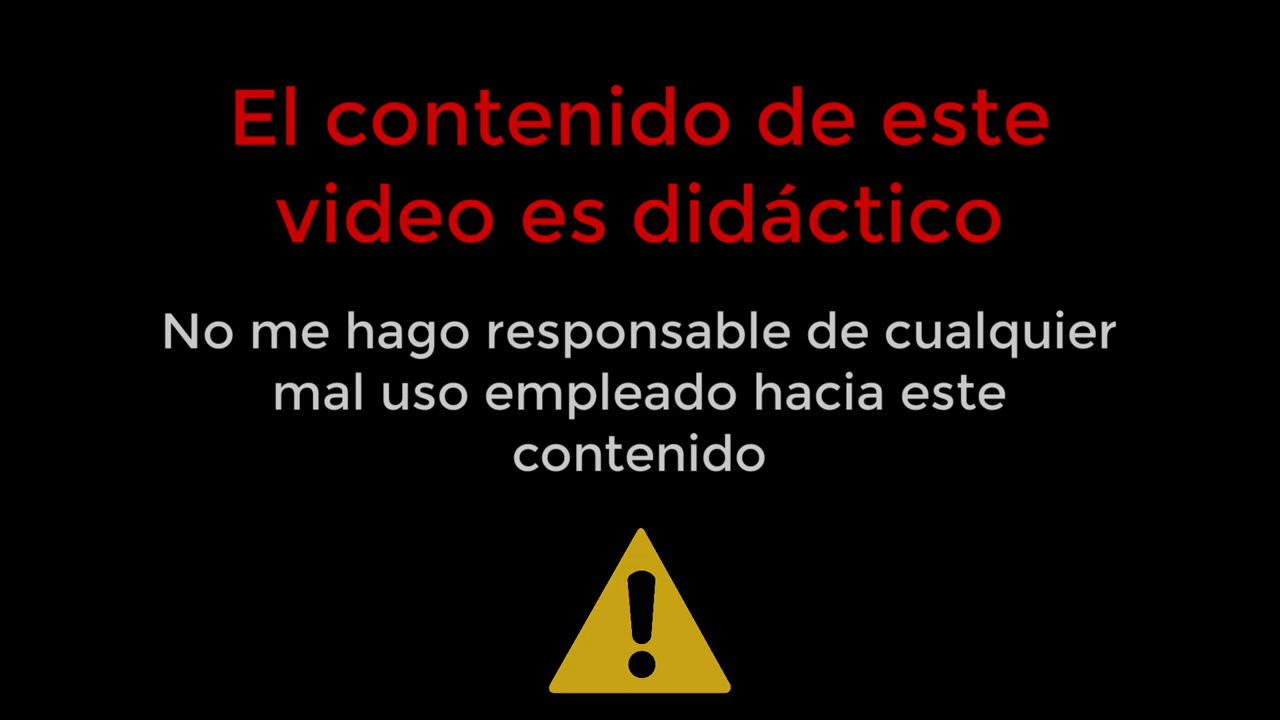 El contenido de este
video es didáctico
No me hago responsable de cualquier
mal uso empleado hacia este
contenido